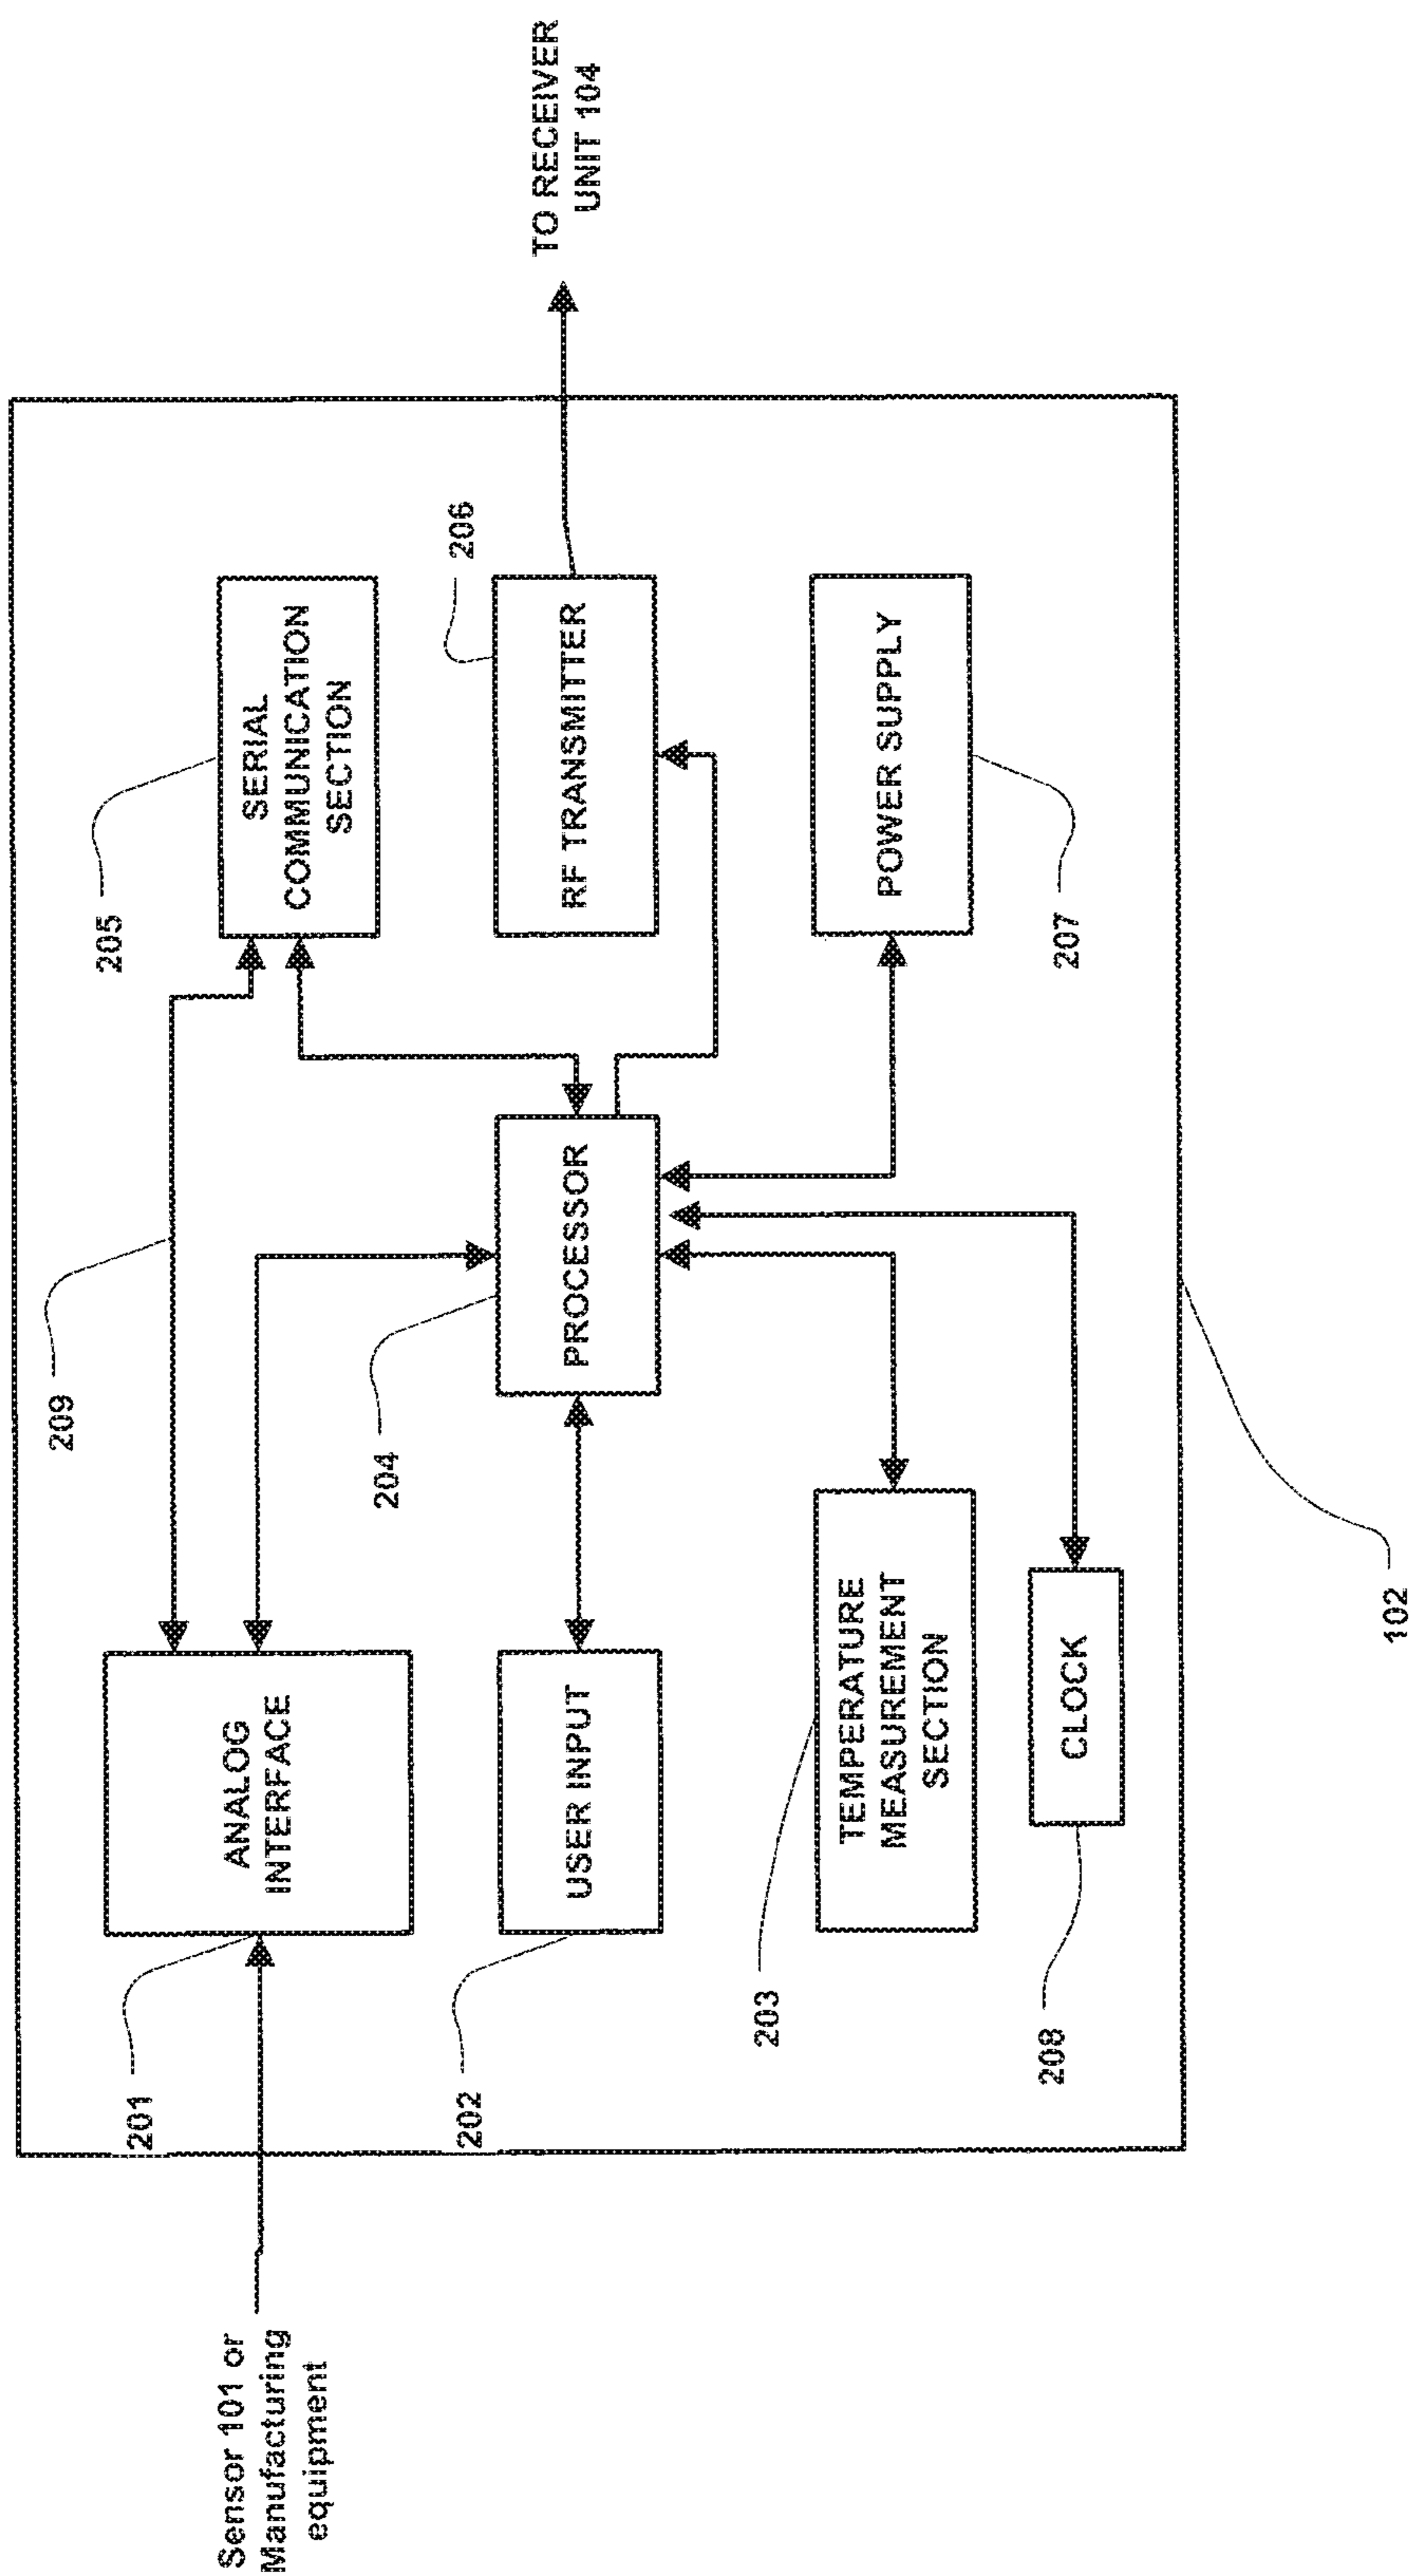 Sensor 101 or
Manufacturing
equipment
201
ANALOG
INTERFACE
209
205
SERIAL
COMMUNICATION
SECTION
202
USER INPUT
204
PROCESSOR
206
RF TRANSMITTER
TO RECEIVER
UNIT 104
203
TEMPERATURE
MEASUREMENT
SECTION
207
POWER SUPPLY
208
CLOCK
102